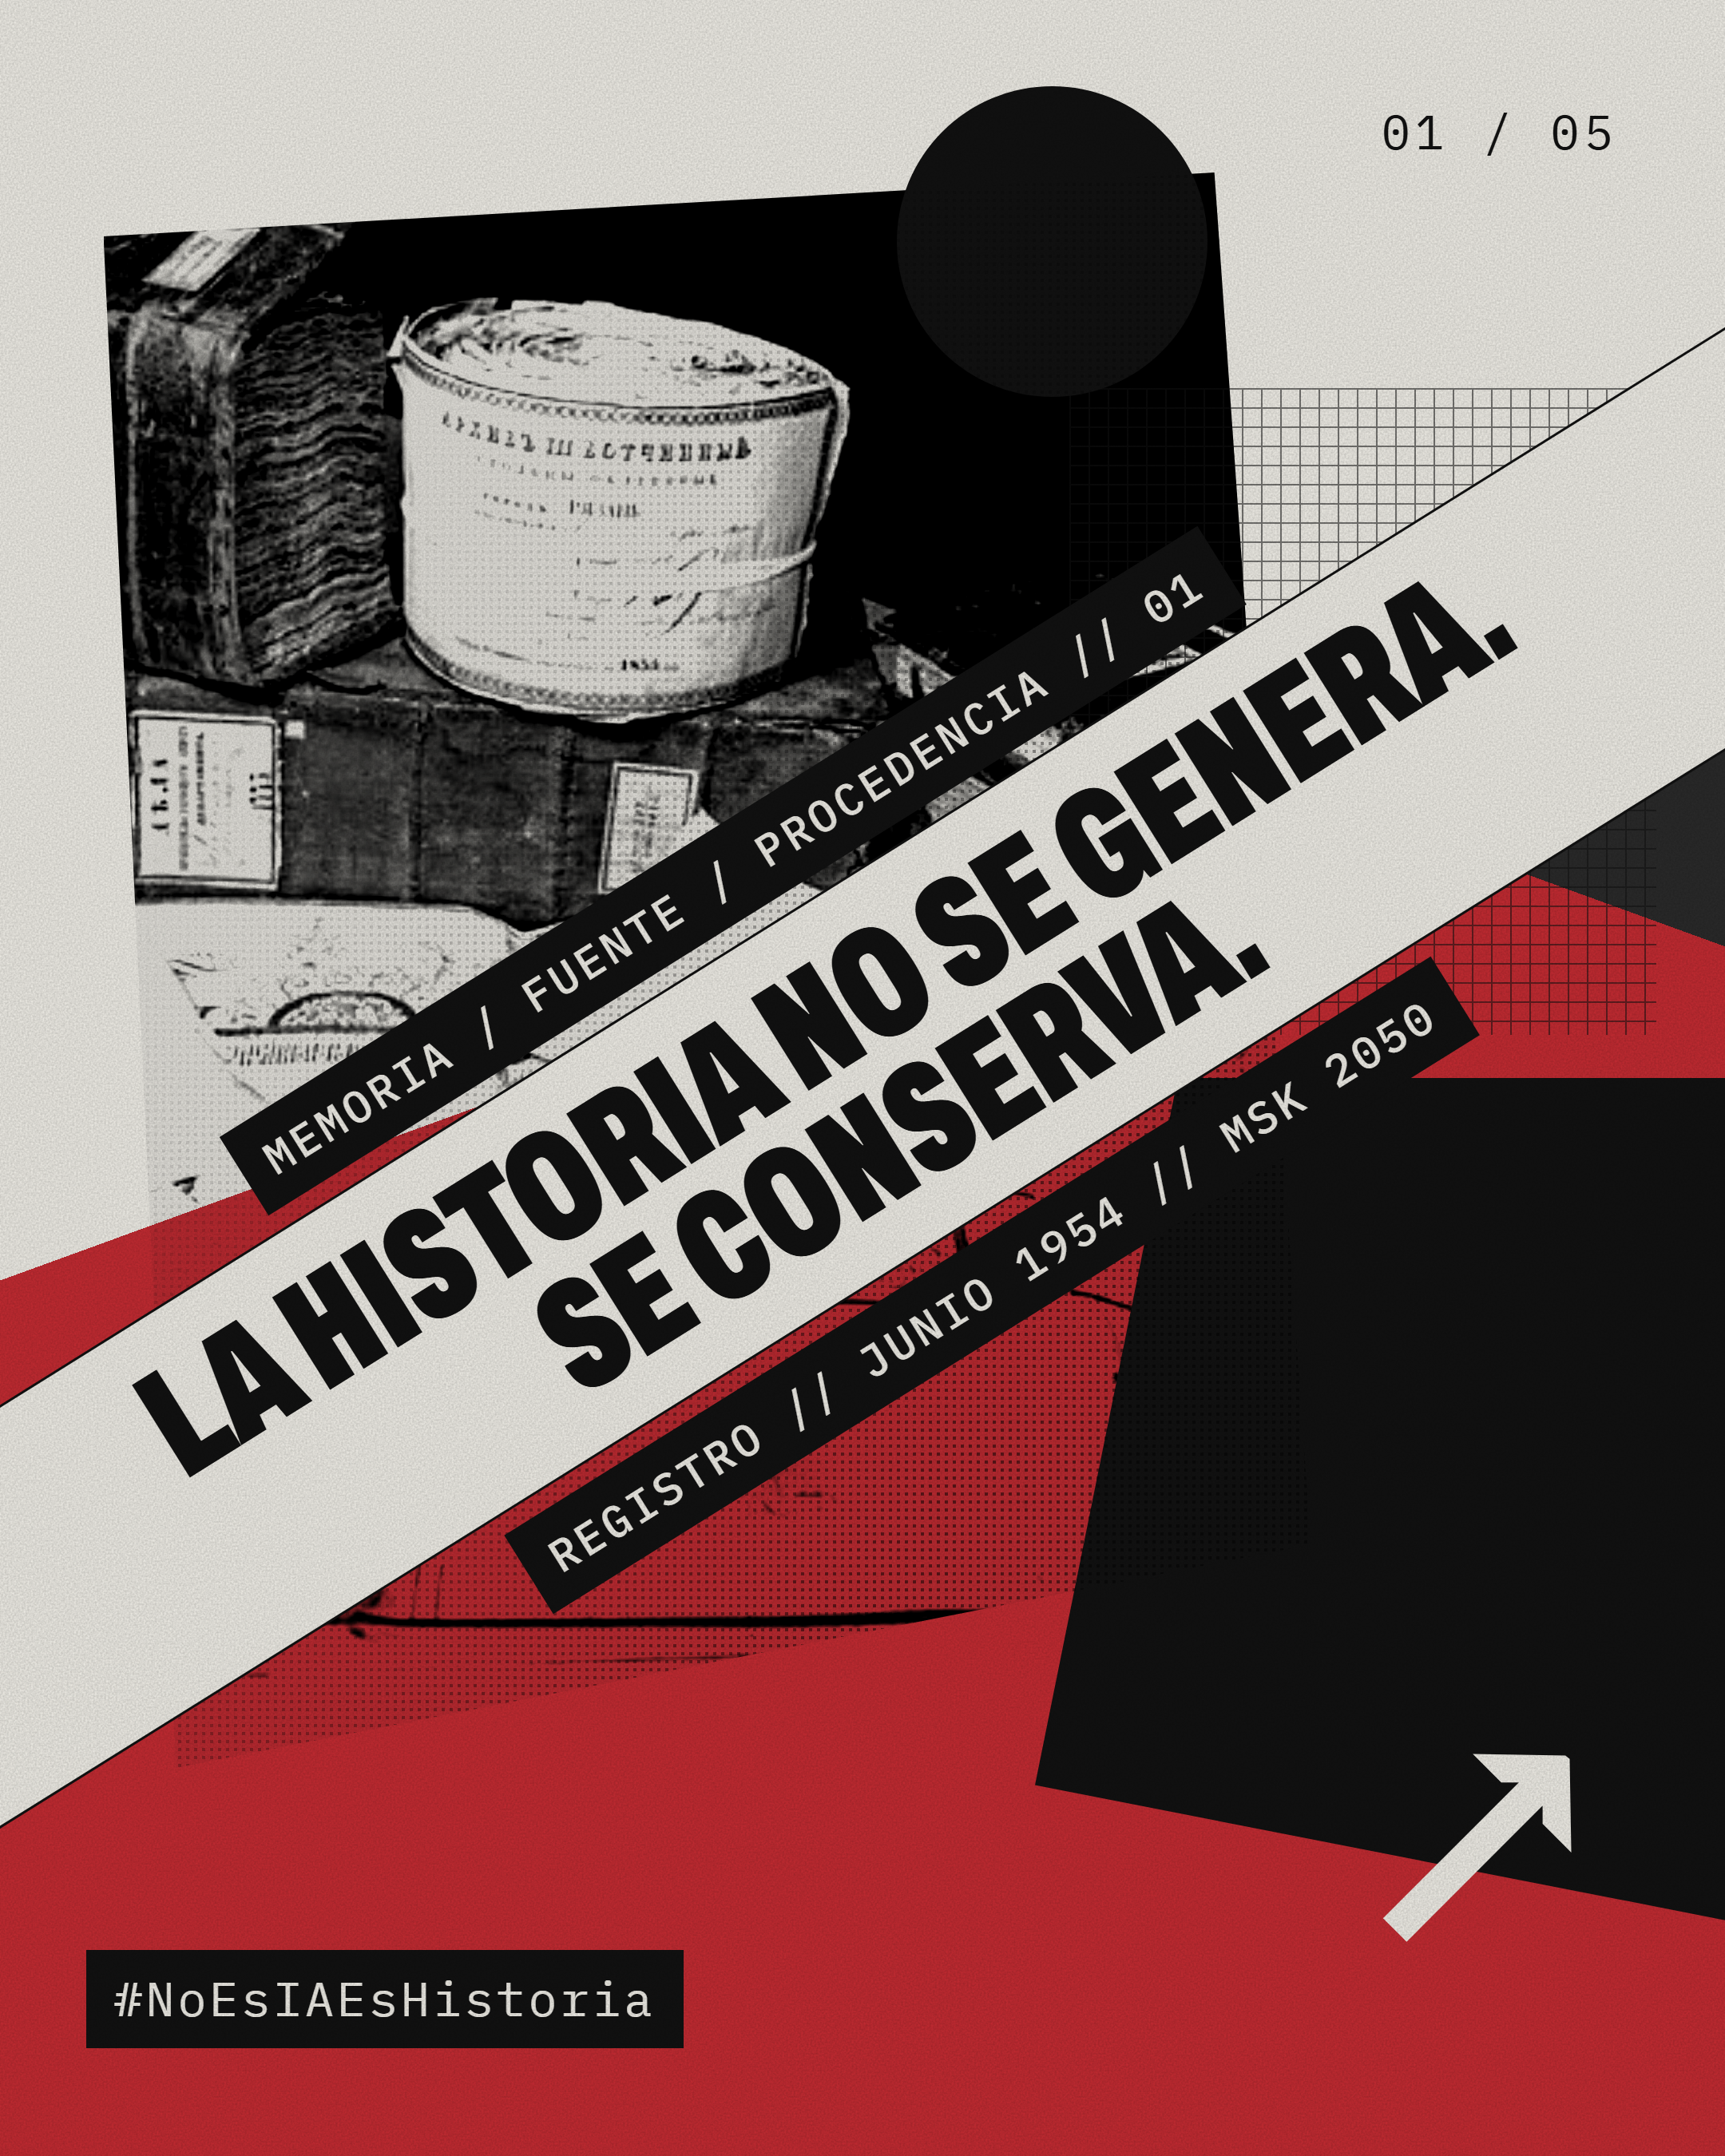 01 / 05
MEMORIA / FUENTE / PROCEDENCIA // 01
LA HISTORIA NO SE GENERA.
SE CONSERVA.
REGISTRO // JUNIO 1954 // MSK 2050
#NoEsIAEsHistoria